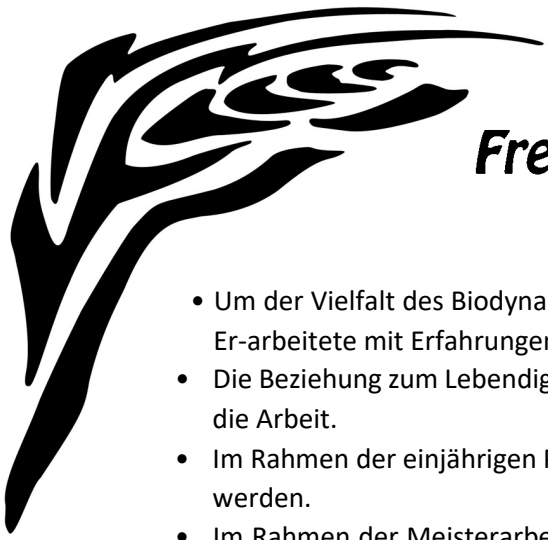 Fre
• Um der Vielfalt des Biodyna
Er-arbeitete mit Erfahrungen
• Die Beziehung zum Lebendig
die Arbeit.
• Im Rahmen der einjährigen
werden.
• Im Rahmen der Meisterarbe